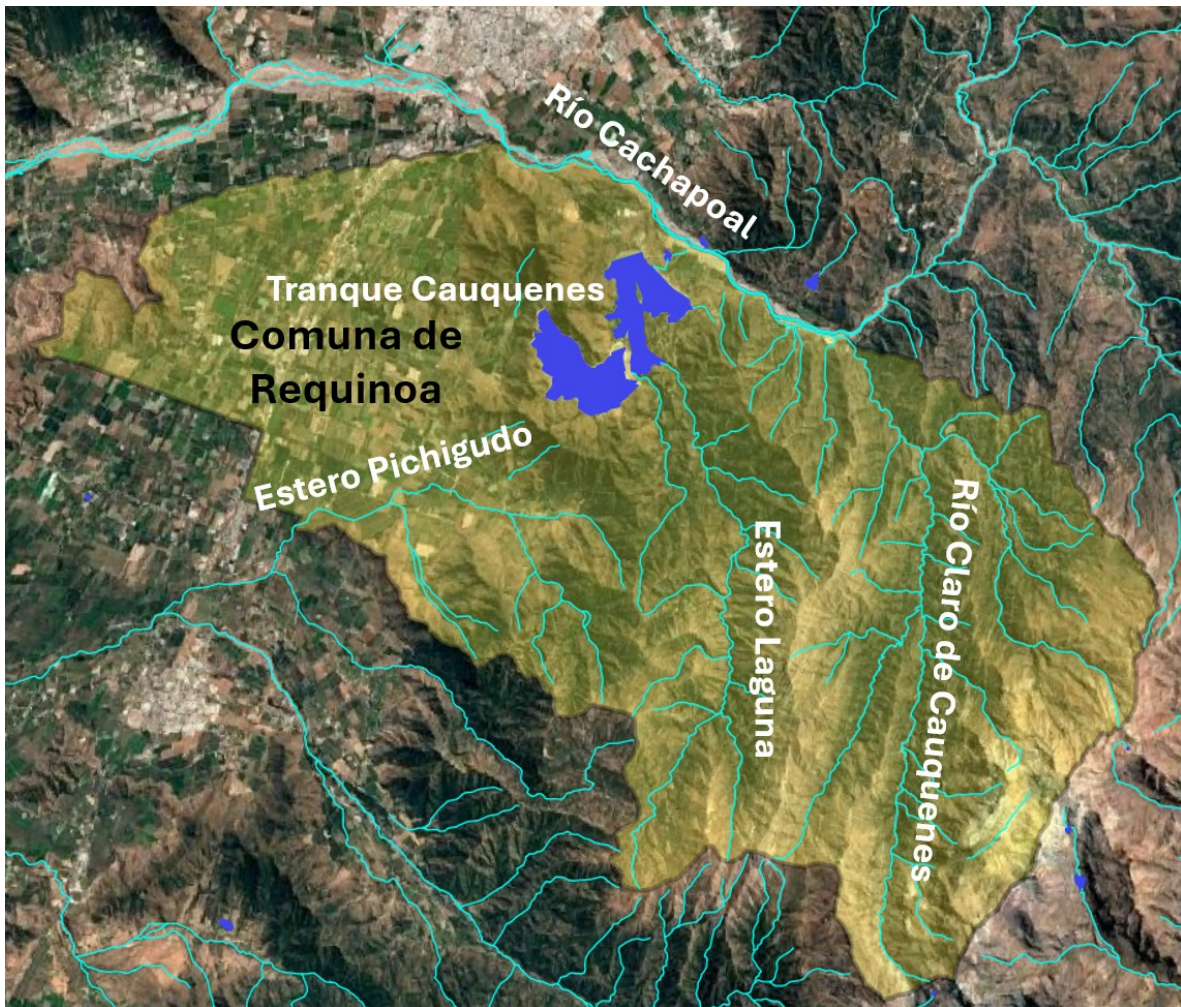 Río Cachapoal
Tranque Cauquenes
Comuna de
Requinoa
Estero Pichigudo
Estero Laguna
Río Claro de Cauquenes